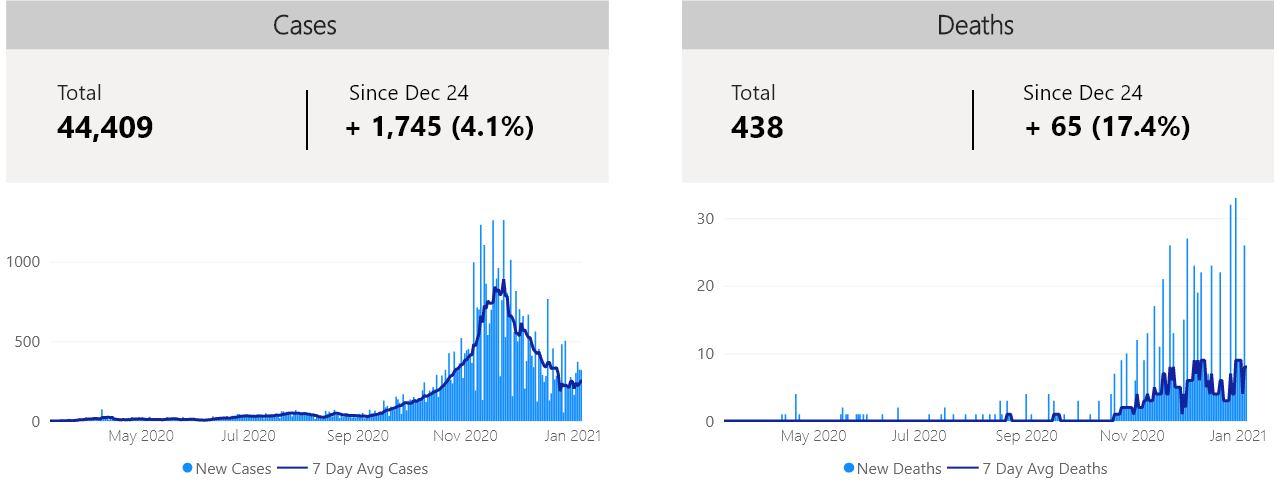 Cases
Total
Since Dec 24
44,409
+ 1,745 (4.1%)
1000
500
0
May 2020
Jul 2020
Sep 2020
Nov 2020
Jan 2021
New Cases
7 Day Avg Cases
Deaths
Total
Since Dec 24
438
+ 65 (17.4%)
30
20
10
0
May 2020
Jul 2020
Sep 2020
Nov 2020
Jan 2021
New Deaths
7 Day Avg Deaths